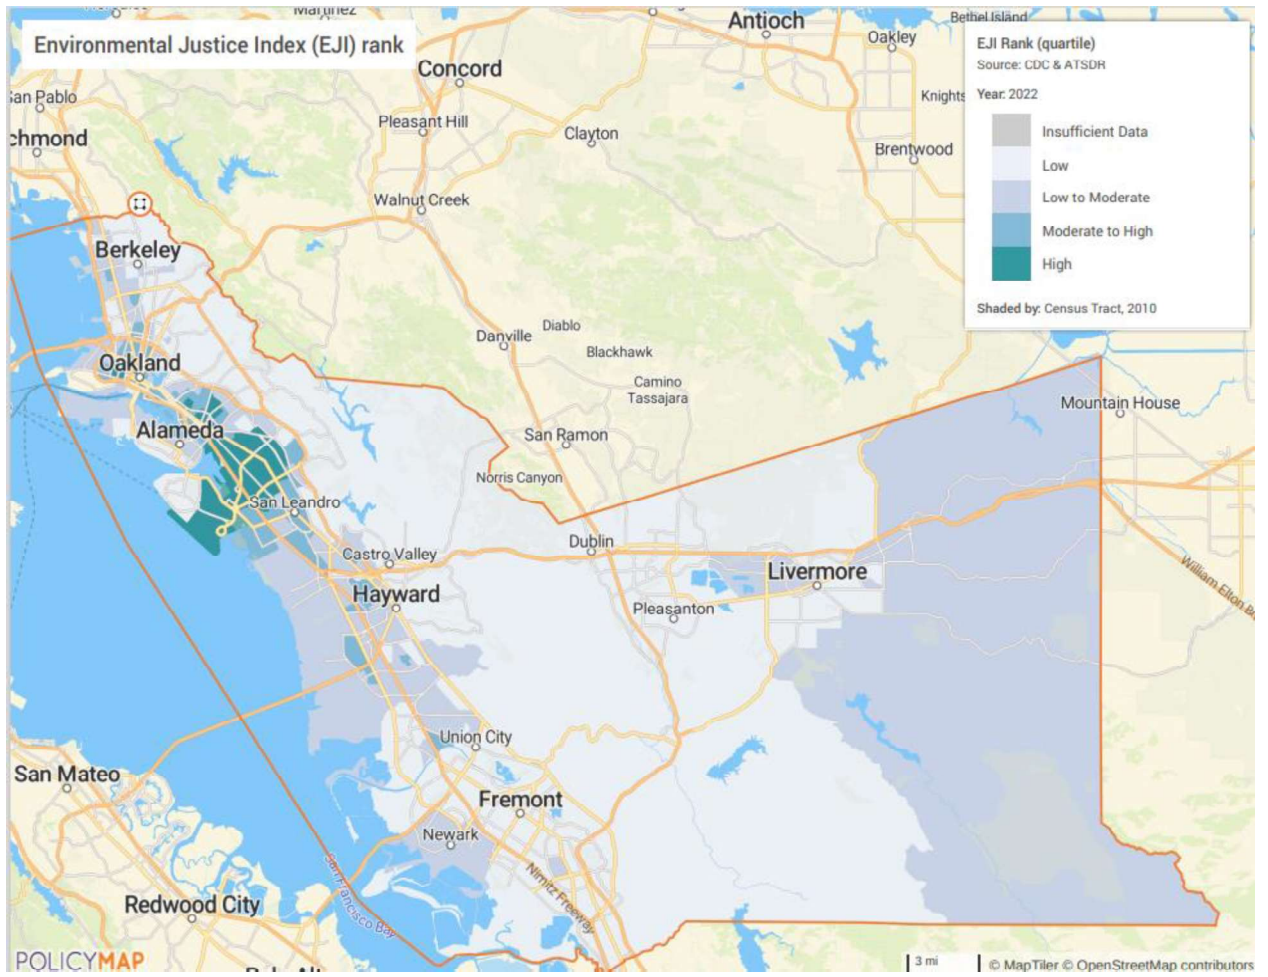 Environmental Justice Index (EJI) rank
EJI Rank (quartile)
Source: CDC & ATSDR
Year: 2022
Insufficient Data
Low
Low to Moderate
Moderate to High
High
Shaded by: Census Tract, 2010
Martinez
Antioch
Bethel Island
Oakley
Concord
San Pablo
Knights
Pleasant Hill
Clayton
chmond
Brentwood
Walnut Creek
Berkeley
Diablo
Danville
Blackhawk
Oakland
Camino
Tassajara
Mountain House
Alameda
San Ramon
Norris Canyon
San Leandro
Dublin
Castro Valley
Livermore
Hayward
Pleasanton
William Elton B
Union City
San Mateo
Fremont
Newark
Nimitz Freeway
San Francisco Bay
Redwood City
POLICYMAP
3 mi
© MapTiler © OpenStreetMap contributors